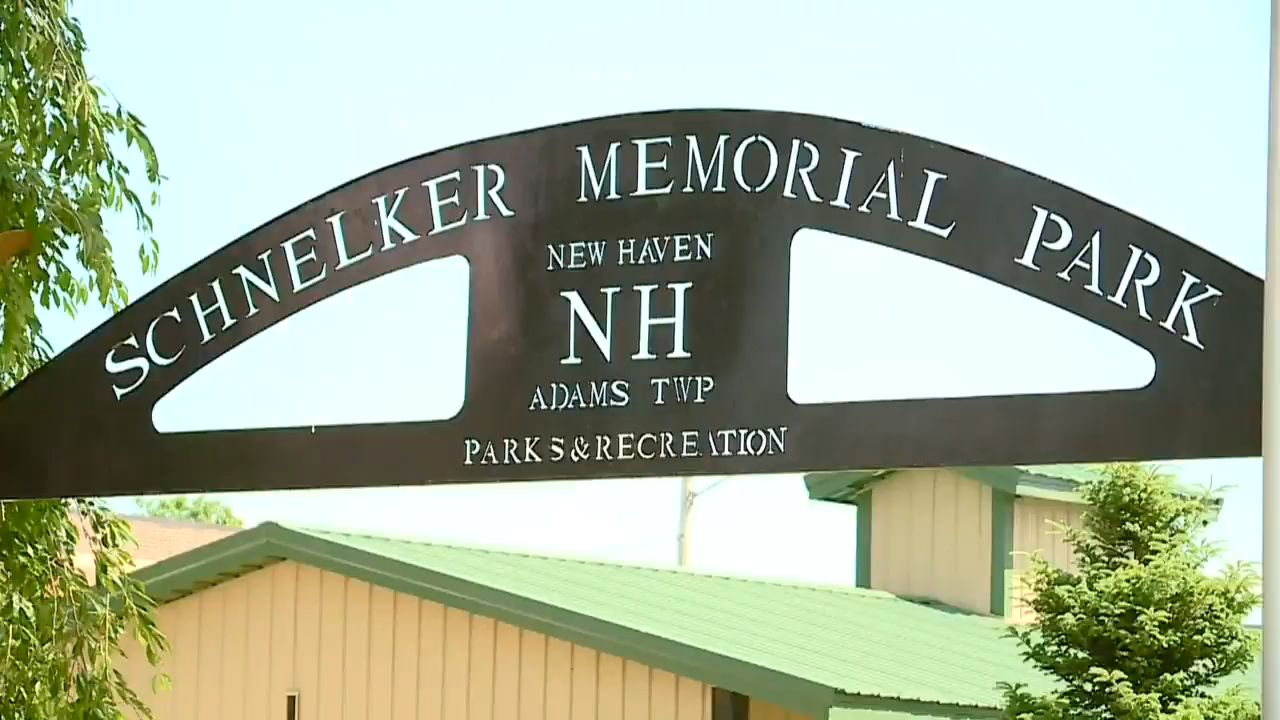 SCHNELKER MEMORIAL PARK
NEW HAVEN
NH
ADAMS TWP
PARKS & RECREATION